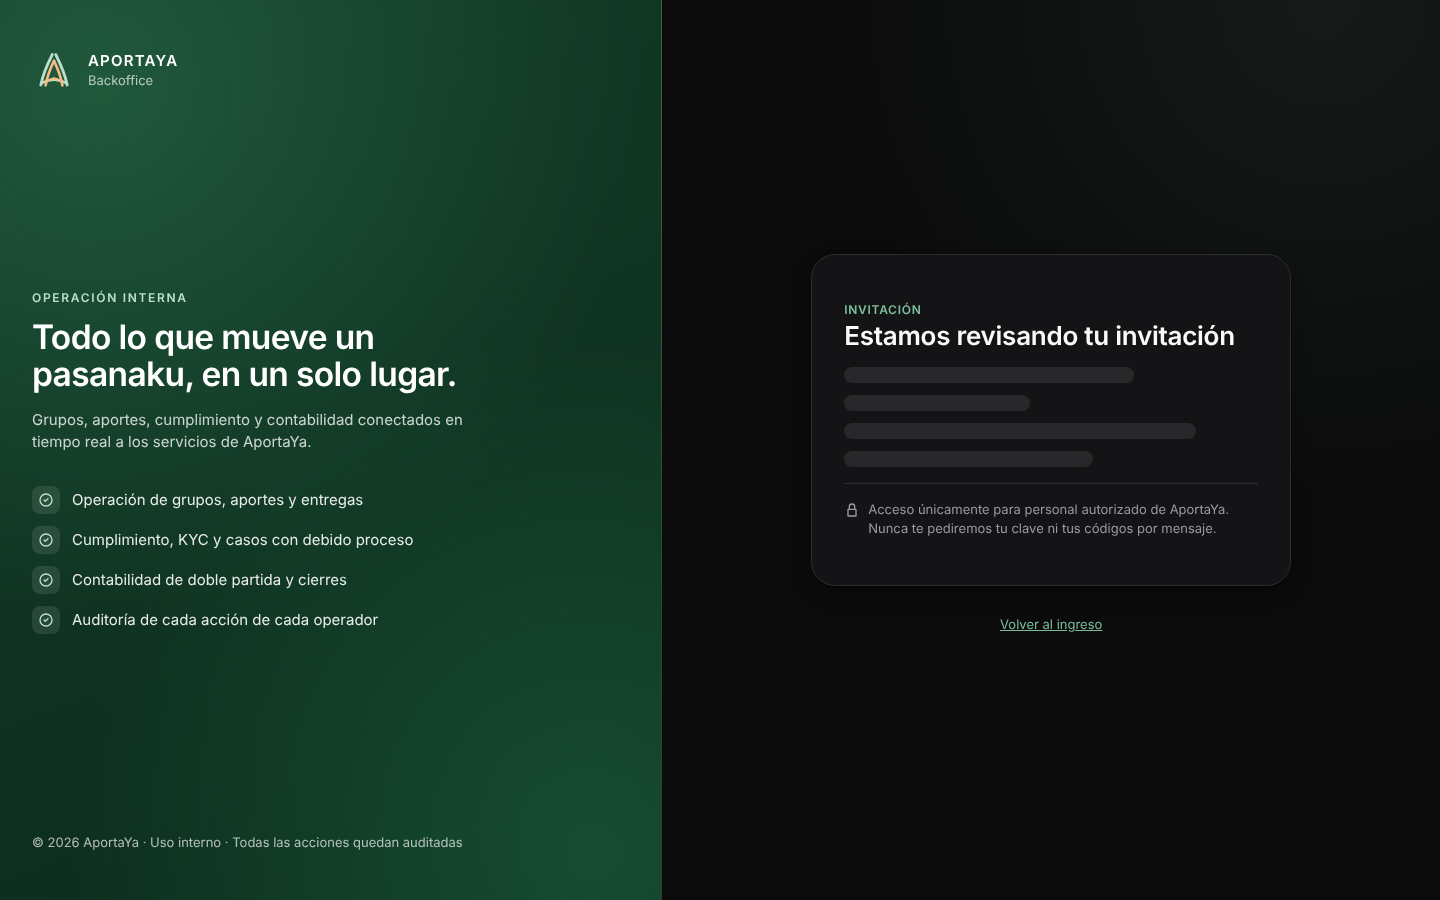 APORTAYA
Backoffice
OPERACIÓN INTERNA
Todo lo que mueve un
pasanaku, en un solo lugar.
Grupos, aportes, cumplimiento y contabilidad conectados en
tiempo real a los servicios de AportaYa.
Operación de grupos, aportes y entregas
Cumplimiento, KYC y casos con debido proceso
Contabilidad de doble partida y cierres
Auditoría de cada acción de cada operador
© 2026 AportaYa · Uso interno · Todas las acciones quedan auditadas
INVITACIÓN
Estamos revisando tu invitación
Acceso únicamente para personal autorizado de AportaYa.
Nunca te pediremos tu clave ni tus códigos por mensaje.
Volver al ingreso